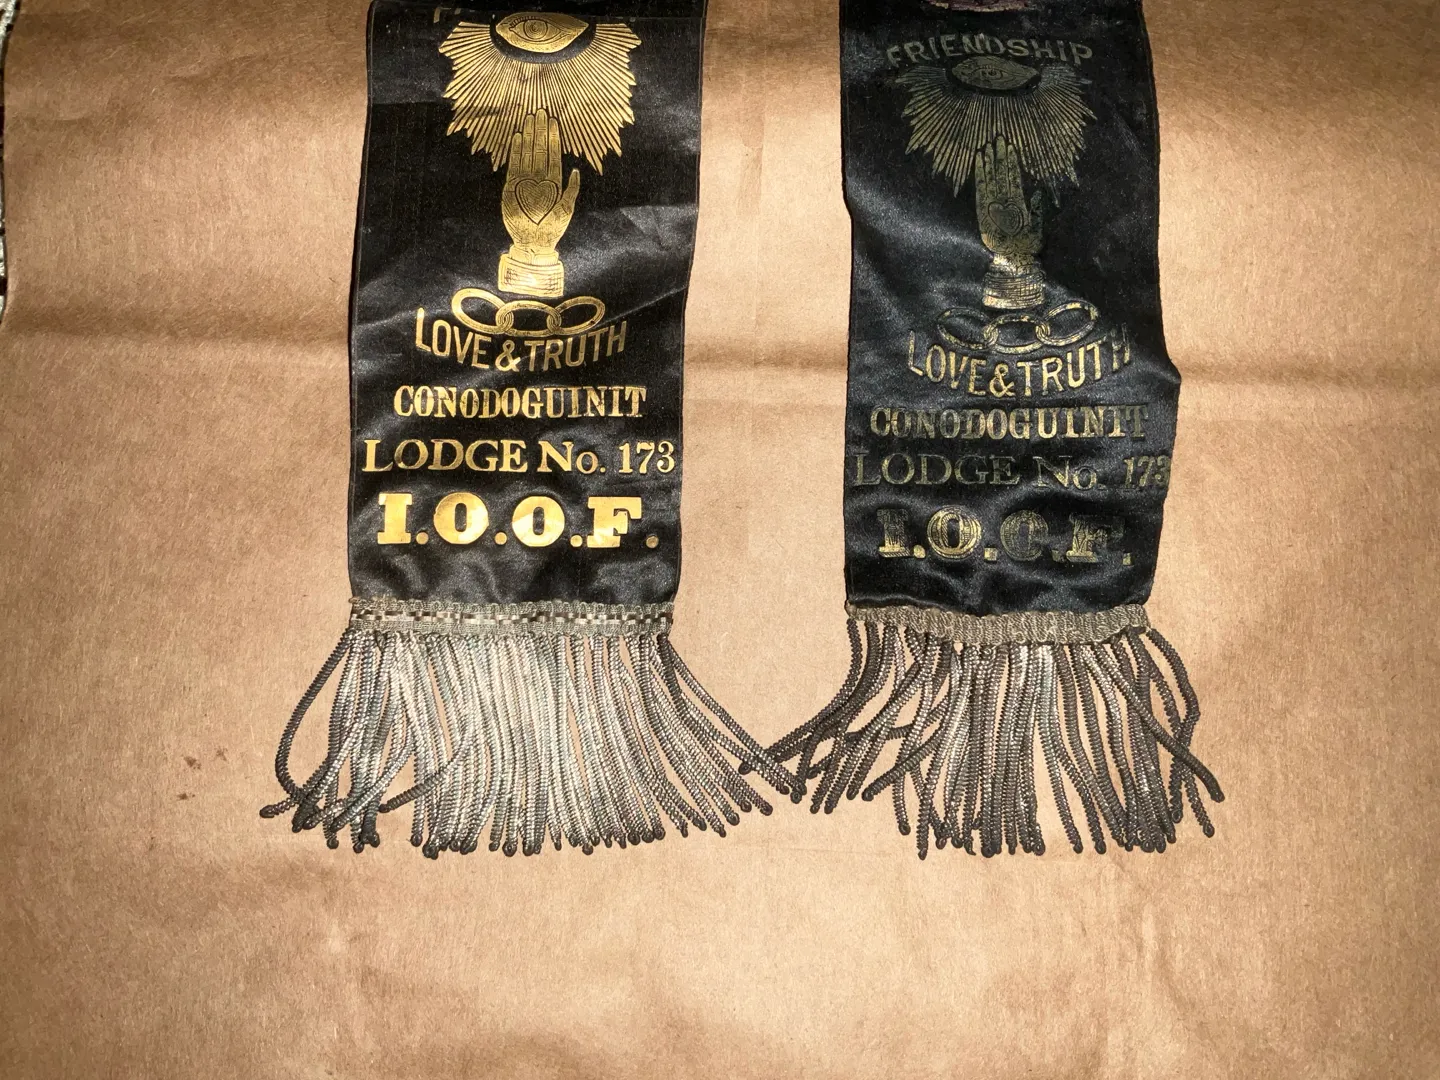 LOVE & TRUTH
CONODOGUINIT
LODGE No. 173
I.O.O.F.
FRIENDSHIP
LOVE & TRUTH
CONODOGUINIT
LODGE No. 173
I.O.O.F.